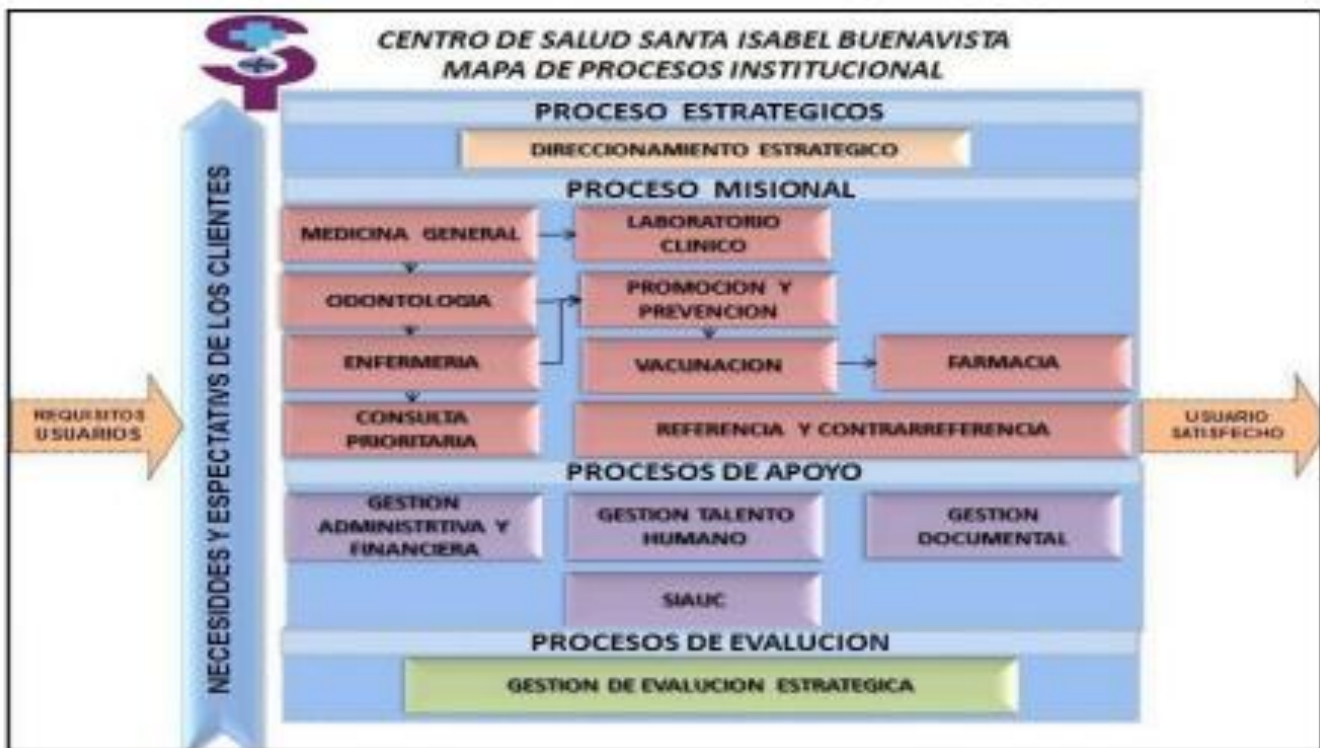 CENTRO DE SALUD SANTA ISABEL BUENAVISTA
MAPA DE PROCESOS INSTITUCIONAL
PROCESO ESTRATEGICOS
DIRECCIONAMIENTO ESTRATEGICO
PROCESO MISIONAL
MEDICINA GENERAL
LABORATORIO
CLINICO
ODONTOLOGIA
PROMOCION Y
PREVENCION
ENFERMERIA
VACUNACION
FARMACIA
CONSULTA
PRIORITARIA
REFERENCIA Y CONTRARREFERENCIA
PROCESOS DE APOYO
GESTION
ADMINISTRTIVA Y
FINANCIERA
GESTION TALENTO
HUMANO
GESTION
DOCUMENTAL
SIAUC
PROCESOS DE EVALUCION
GESTION DE EVALUCION ESTRATEGICA
NECESIDDES Y ESPECTATIVS DE LOS CLIENTES
REQUISITOS
USUARIOS
USUARIO
SATISFECHO